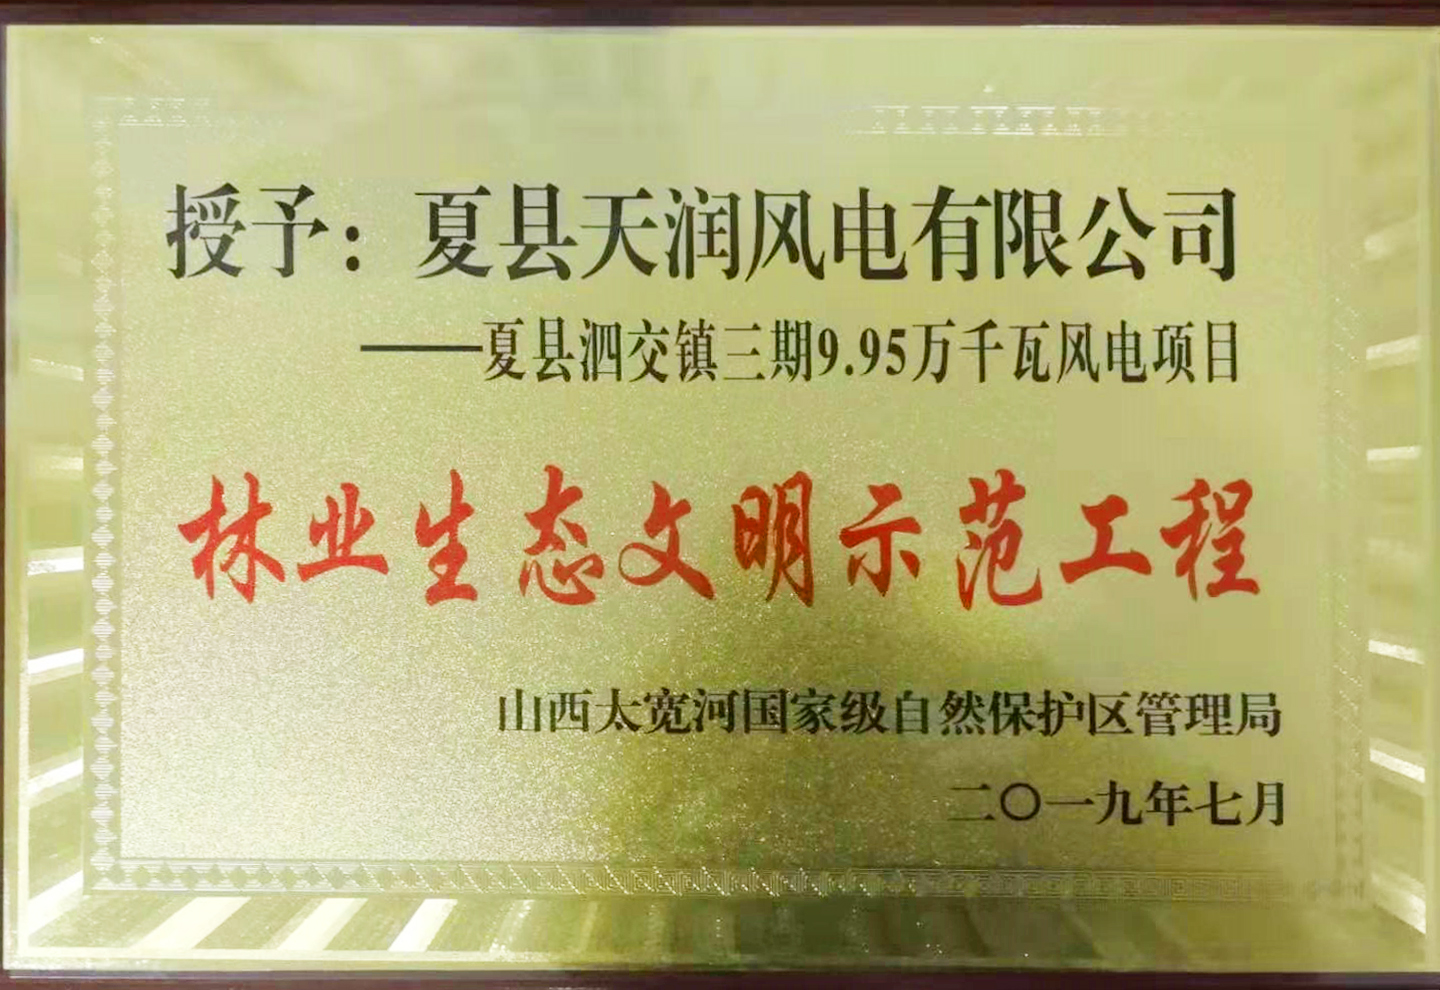 授予：夏县天润风电有限公司
——夏县泗交镇三期9.95万千瓦风电项目
林业生态文明示范工程
山西太宽河国家级自然保护区管理局
二〇一九年七月